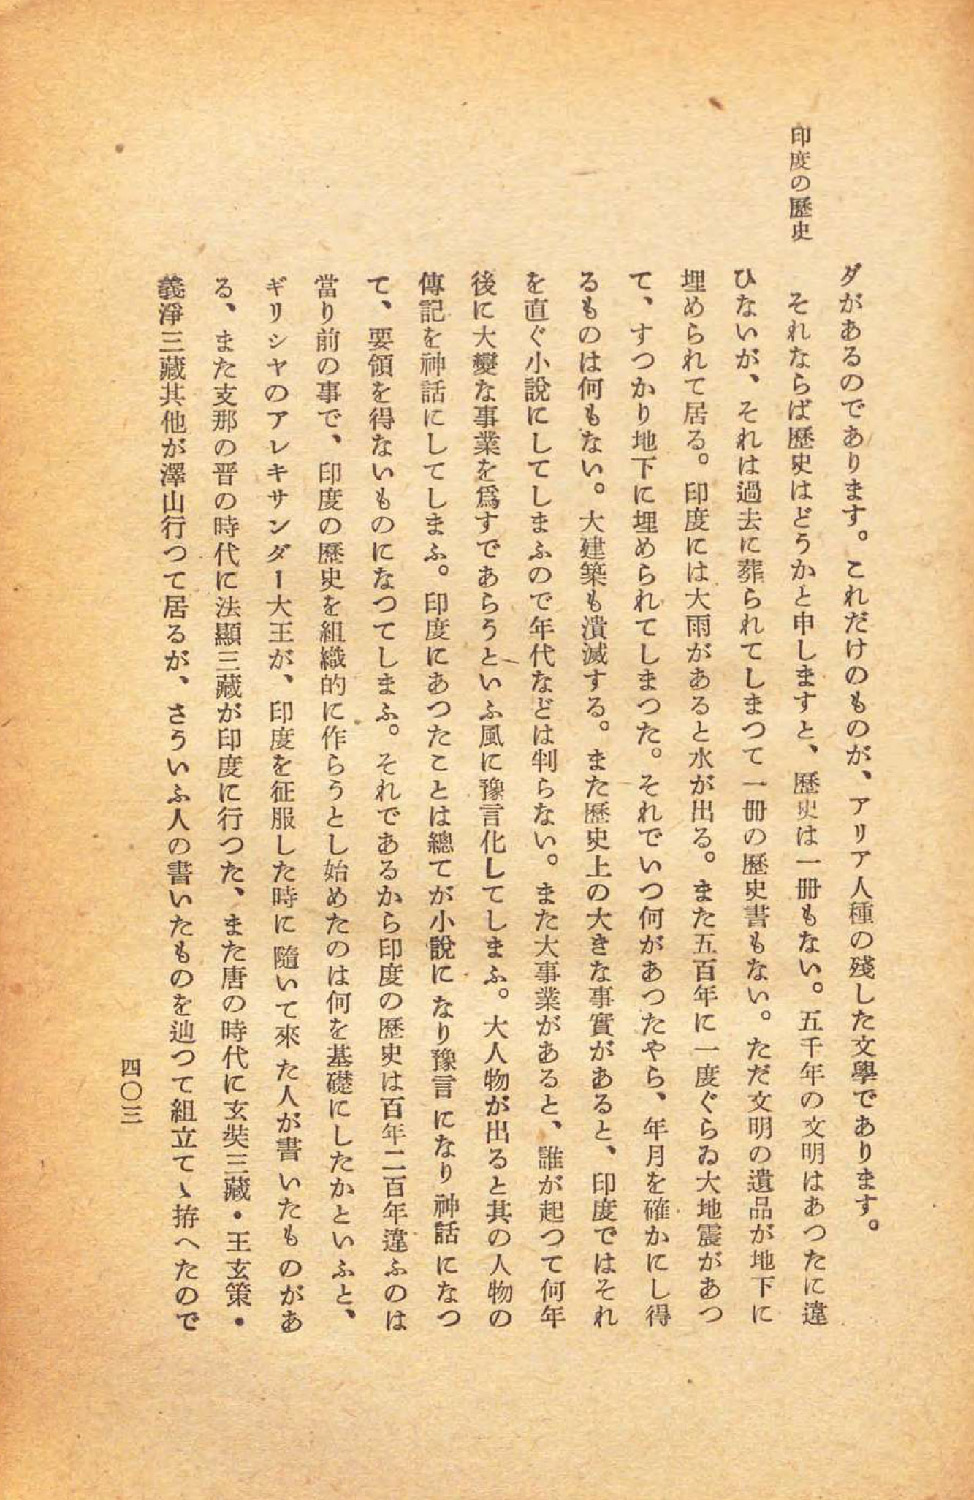 印度の歷史
ダがあるのであります。これだけのものが、アリア人種の殘した文學であります。
それならば歷史はどうかと申しますと、歷史は一冊もない。五千年の文明はあつたに違
ひないが、それは過去に葬られてしまつて一冊の歷史書もない。ただ文明の遺品が地下に
埋められて居る。印度には大雨があると水が出る。また五百年に一度ぐらゐ大地震があつ
て、すつかり地下に埋められてしまつた。それでいつ何があつたやら、年月を確かにし得
るものは何もない。大建築も潰滅する。また歷史上の大きな事實があると、印度ではそれ
を直ぐ小說にしてしまふので年代などは判らない。また大事業があると、誰が起つて何年
後に大變な事業を爲すであらうといふ風に豫言化してしまふ。大人物が出ると其の人物の
傳記を神話にしてしまふ。印度にあつたことは總てが小說になり豫言になり神話になつ
て、要領を得ないものになつてしまふ。それであるから印度の歷史は百年二百年違ふのは
當り前の事で、印度の歷史を組織的に作らうとし始めたのは何を基礎にしたかといふと、
ギリシヤのアレキサンダー大王が、印度を征服した時に隨いて來た人が書いたものがあ
る、また支那の晋の時代に法顯三藏が印度に行つた、また唐の時代に玄奘三藏・王玄策・
義淨三藏其他が澤山行つて居るが、さういふ人の書いたものを辿つて組立てゝ拵へたので
四〇三